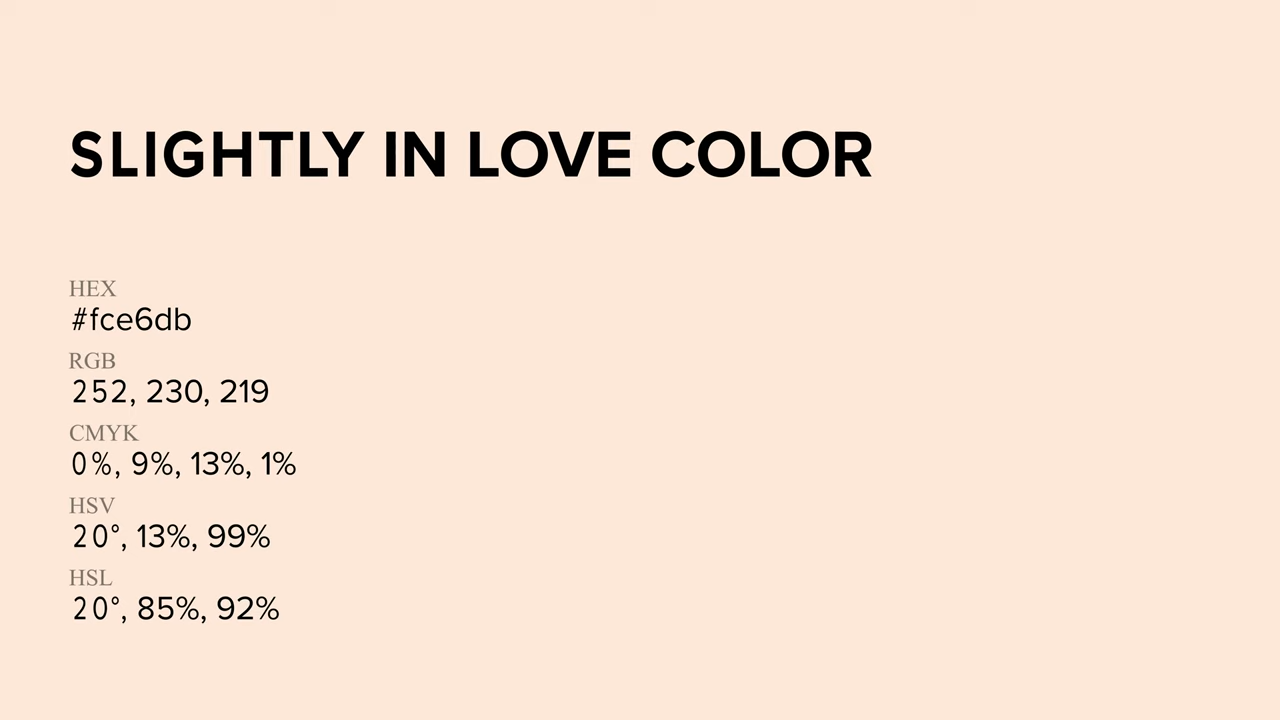 SLIGHTLY IN LOVE COLOR
HEX
#fce6db
RGB
252, 230, 219
CMYK
0%, 9%, 13%, 1%
HSV
20°, 13%, 99%
HSL
20°, 85%, 92%